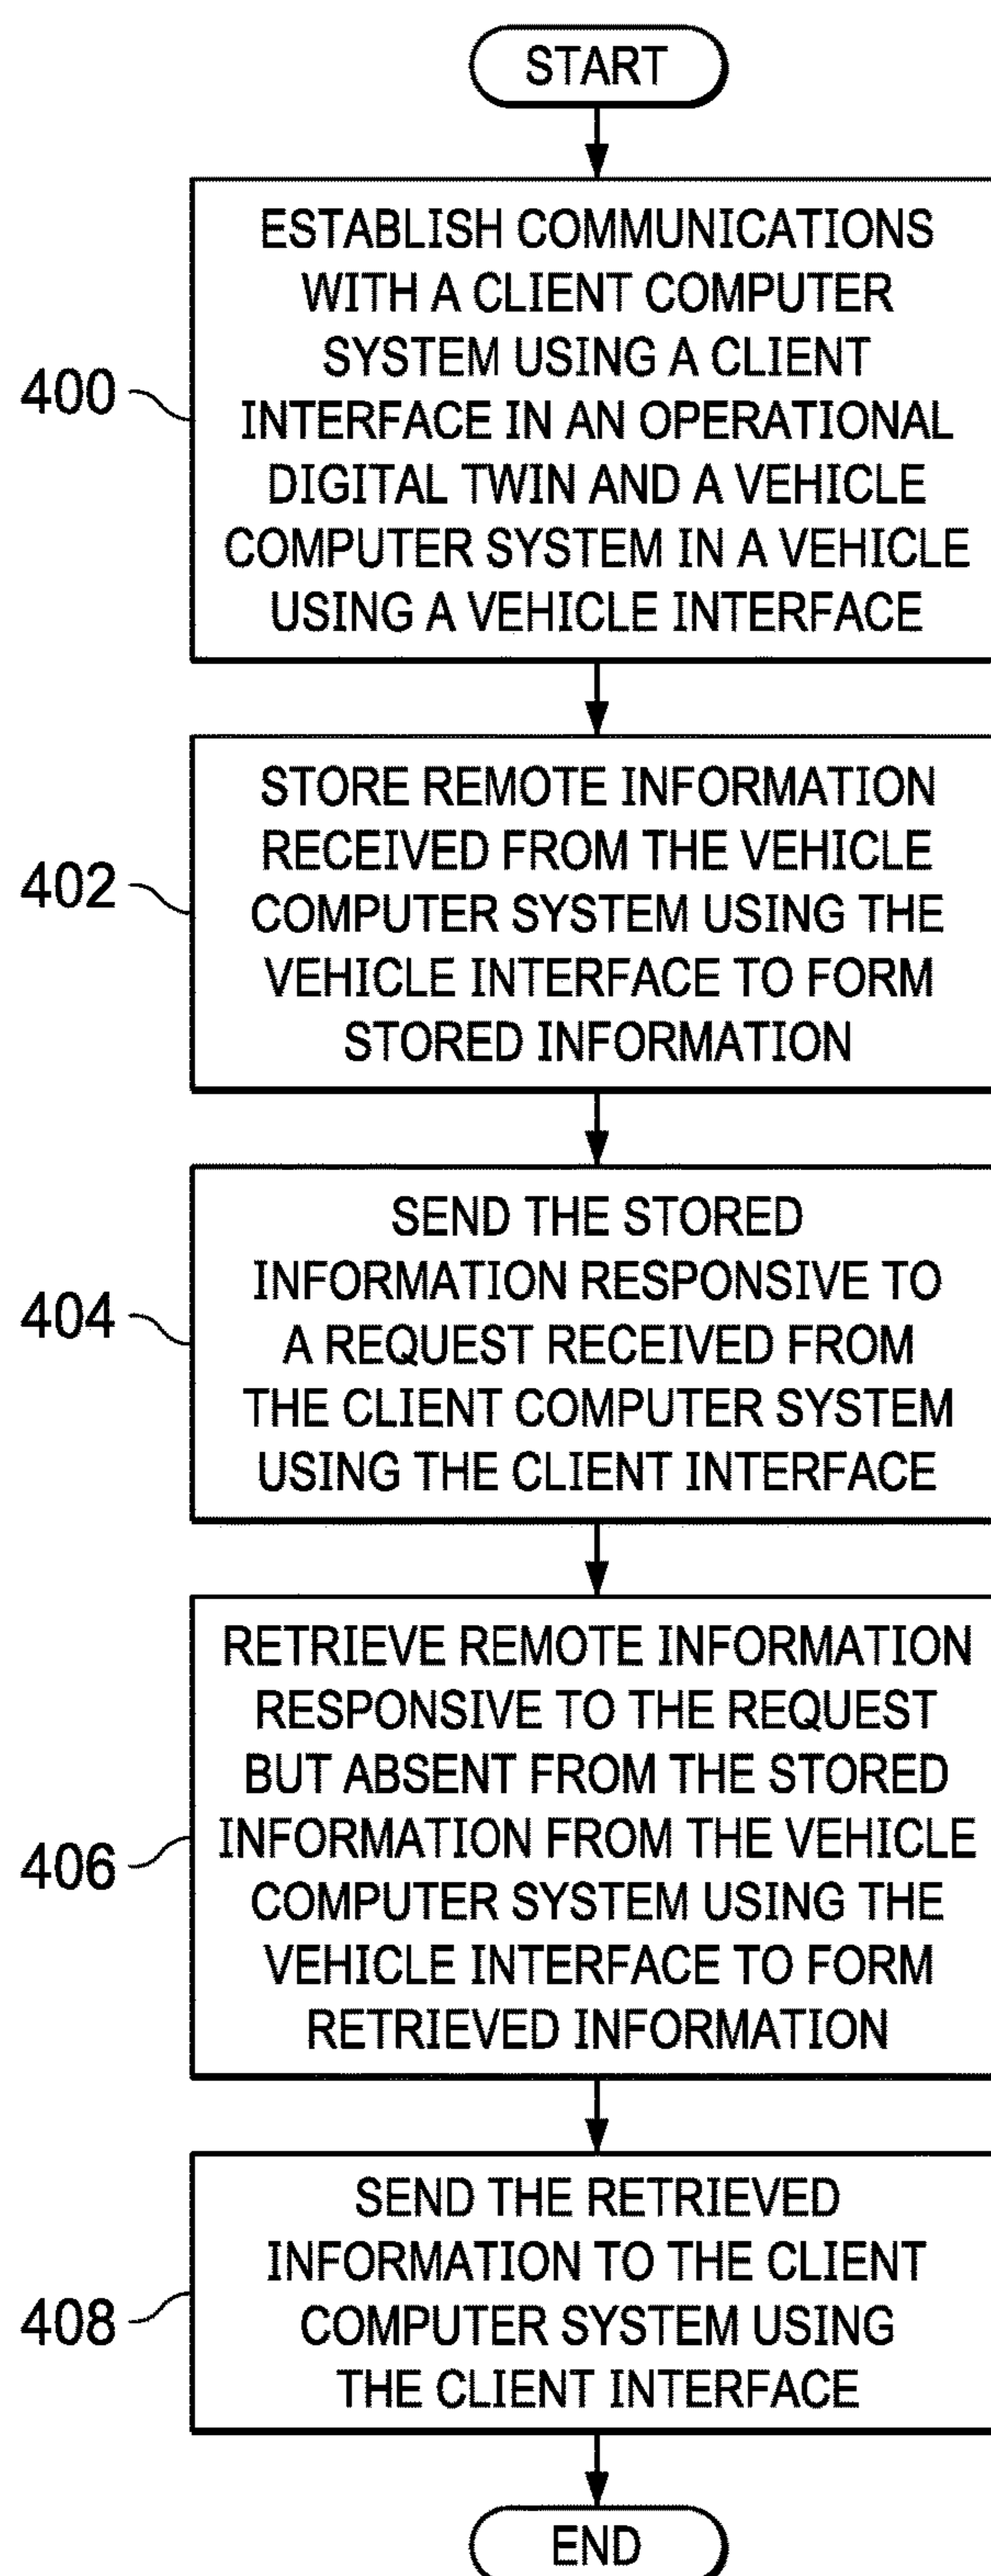 START
ESTABLISH COMMUNICATIONS
WITH A CLIENT COMPUTER
SYSTEM USING A CLIENT
INTERFACE IN AN OPERATIONAL
DIGITAL TWIN AND A VEHICLE
COMPUTER SYSTEM IN A VEHICLE
USING A VEHICLE INTERFACE
400
STORE REMOTE INFORMATION
RECEIVED FROM THE VEHICLE
COMPUTER SYSTEM USING THE
VEHICLE INTERFACE TO FORM
STORED INFORMATION
402
SEND THE STORED
INFORMATION RESPONSIVE TO
A REQUEST RECEIVED FROM
THE CLIENT COMPUTER SYSTEM
USING THE CLIENT INTERFACE
404
RETRIEVE REMOTE INFORMATION
RESPONSIVE TO THE REQUEST
BUT ABSENT FROM THE STORED
INFORMATION FROM THE VEHICLE
COMPUTER SYSTEM USING THE
VEHICLE INTERFACE TO FORM
RETRIEVED INFORMATION
406
SEND THE RETRIEVED
INFORMATION TO THE CLIENT
COMPUTER SYSTEM USING
THE CLIENT INTERFACE
408
END